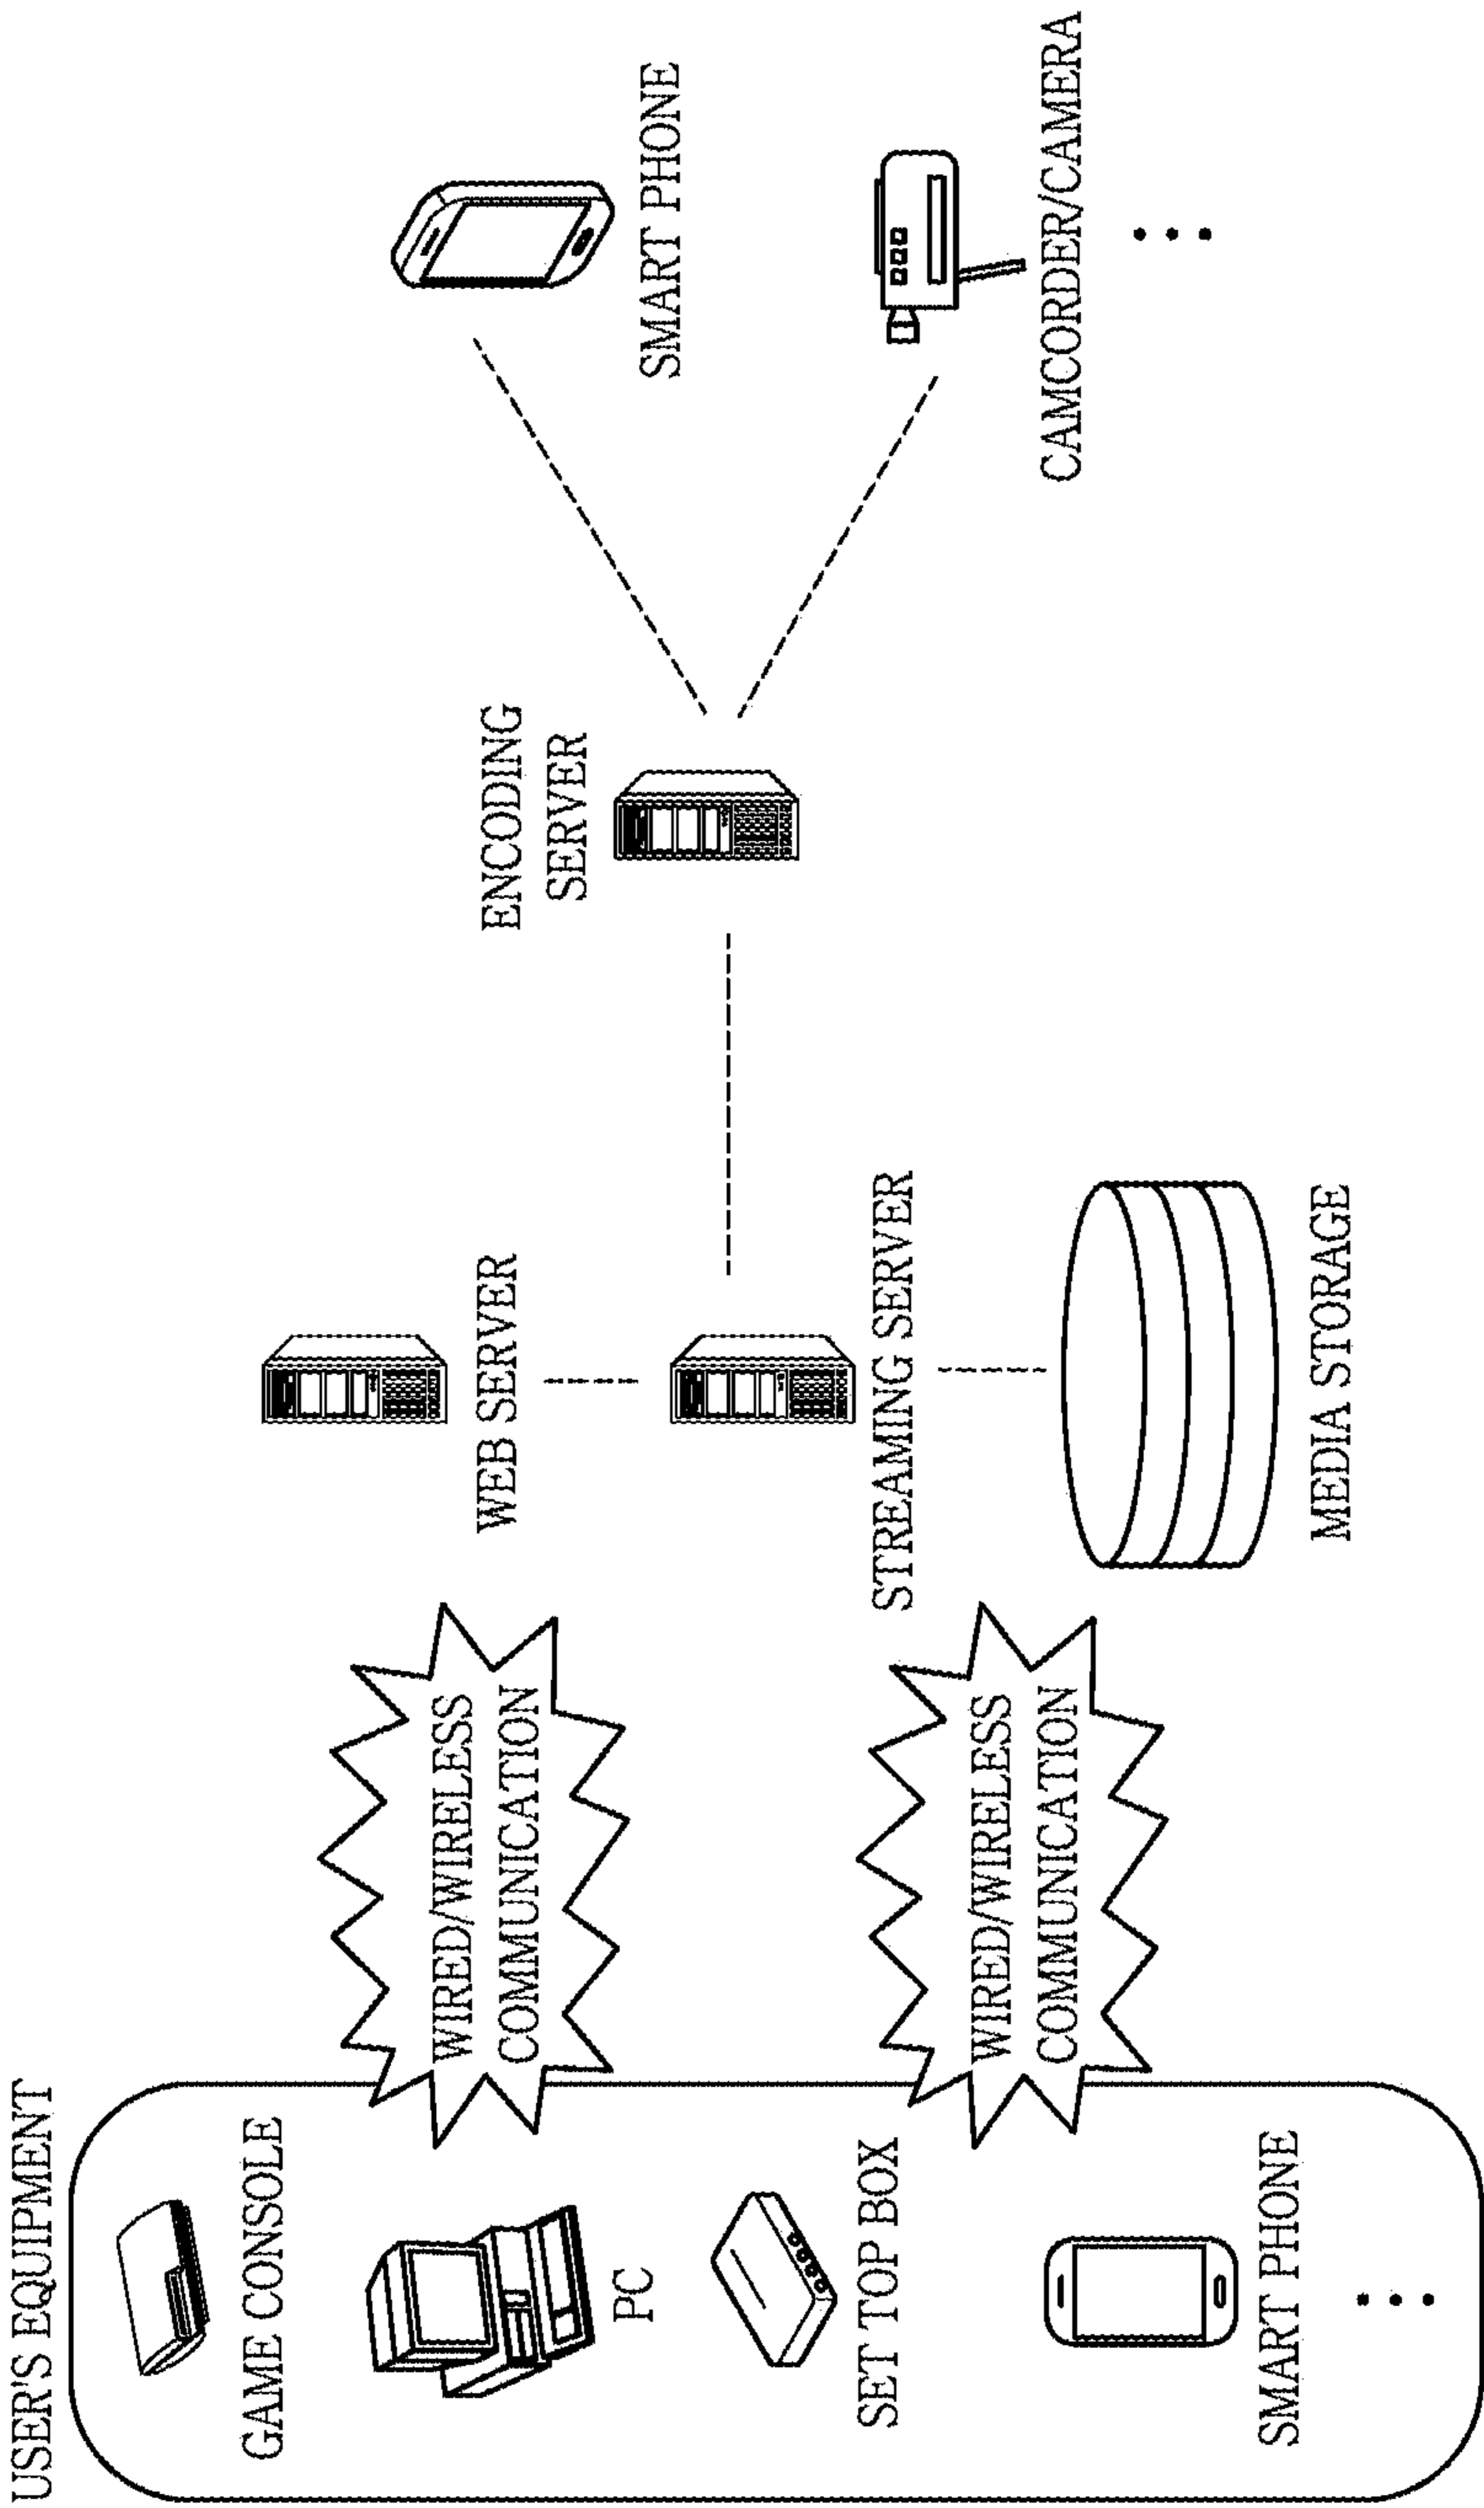 USER'S EQUIPMENT
GAME CONSOLE
PC
SET TOP BOX
SMART PHONE
WIRED/WIRELESS
COMMUNICATION
WIRED/WIRELESS
COMMUNICATION
WEB SERVER
STREAMING SERVER
MEDIA STORAGE
ENCODING
SERVER
SMART PHONE
CAMCORDER/CAMERA